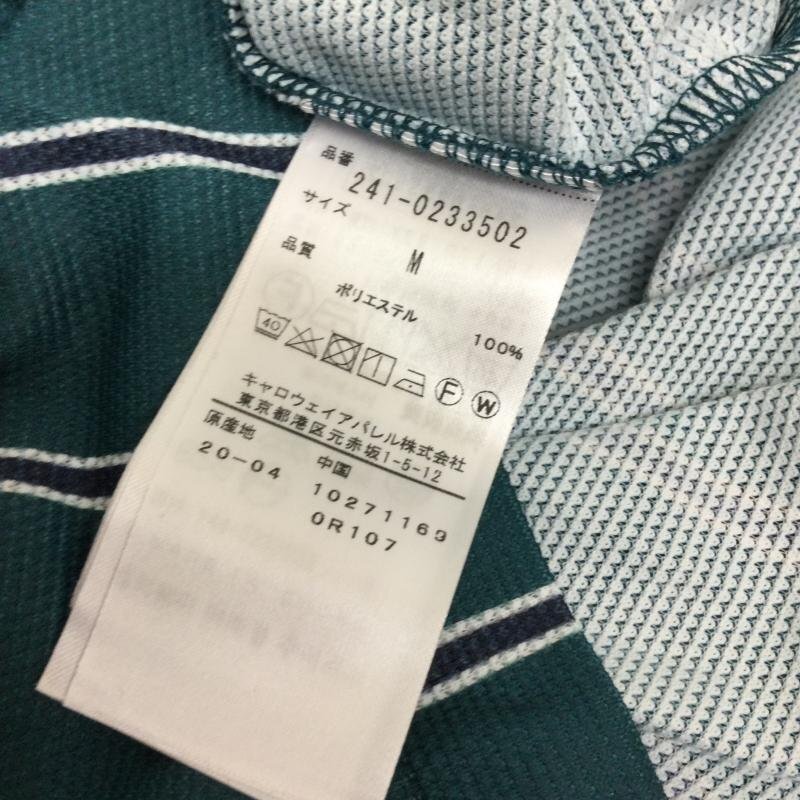 品番
241-0233502
サイズ
M
品質
ポリエステル
100%
40
F W
キャロウェイアパレル株式会社
東京都港区元赤坂1-5-12
原産地 中国
20-04 10271169
0R107